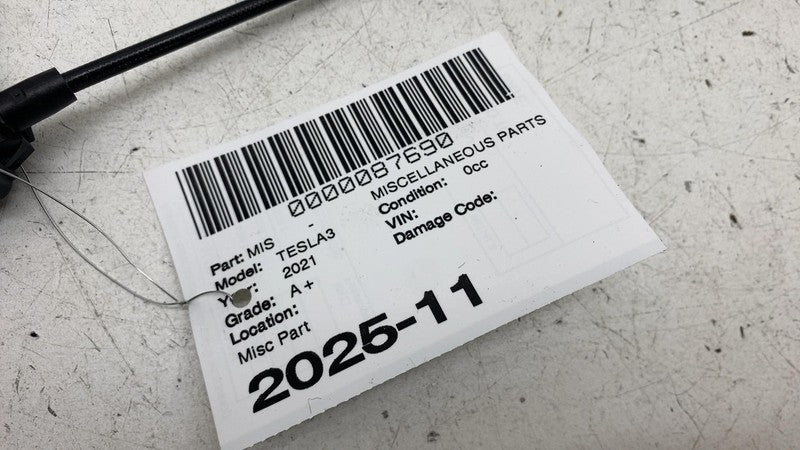 0000087690
Part: MIS - MISCELLANEOUS PARTS
Model: TESLA3 Condition: 0cc
Year: 2021 VIN:
Grade: A+ Damage Code:
Location:
Misc Part
2025-11